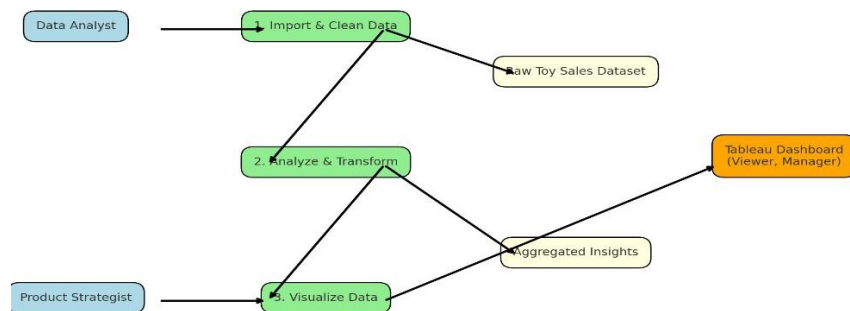 Data Analyst
1. Import & Clean Data
Raw Toy Sales Dataset
2. Analyze & Transform
Tableau Dashboard
(Viewer, Manager)
Aggregated Insights
Product Strategist
3. Visualize Data